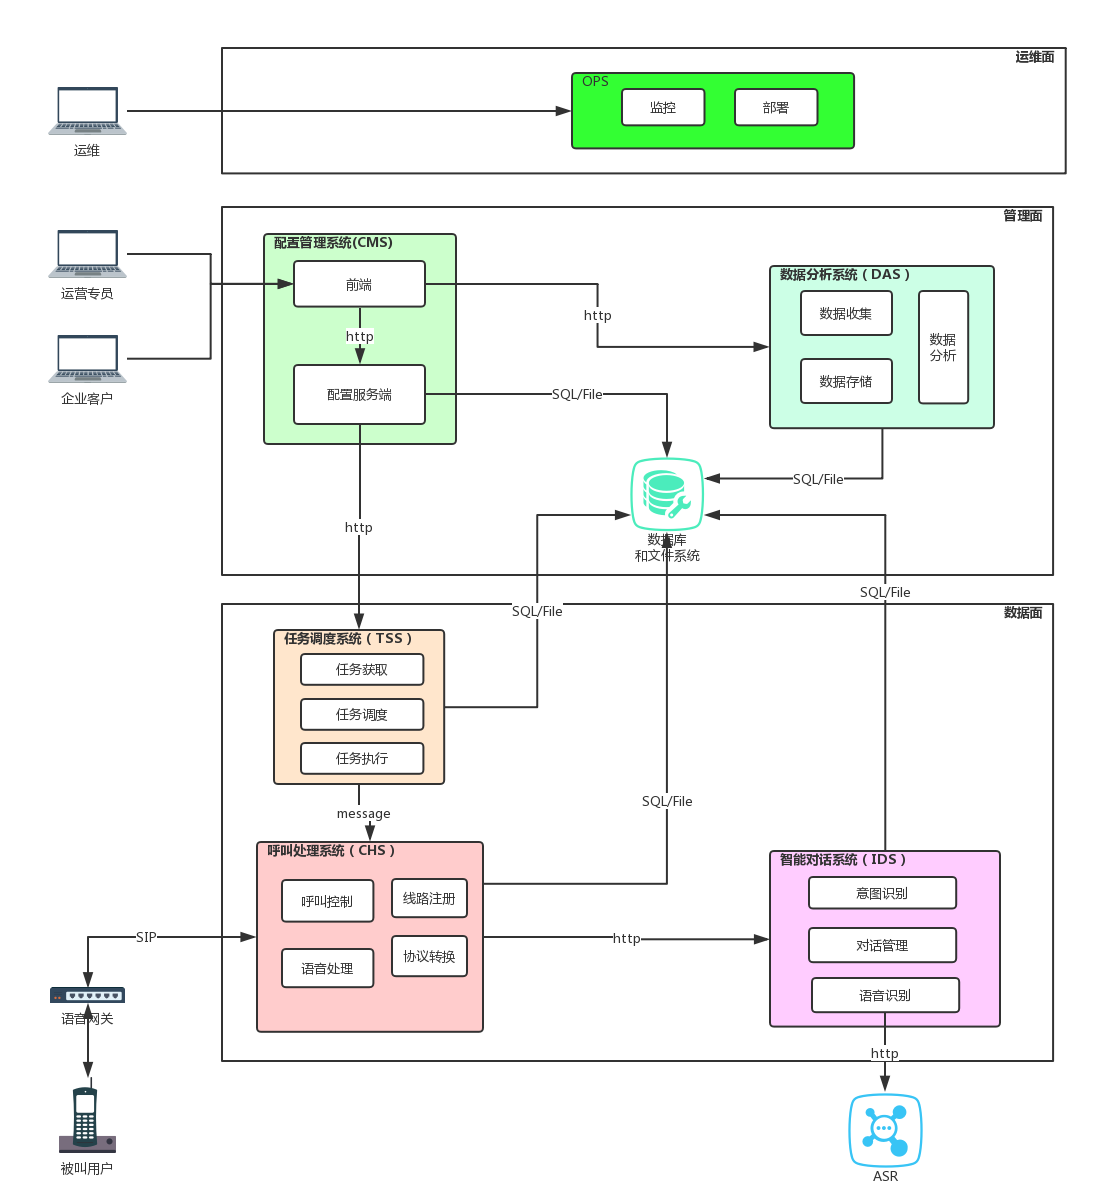 运维面
OPS
监控
部署
运维
管理面
配置管理系统(CMS)
前端
http
配置服务端
运营专员
企业客户
http
数据分析系统（DAS）
数据收集
数据存储
数据
分析
SQL/File
SQL/File
数据库
和文件系统
http
SQL/File
SQL/File
数据面
任务调度系统（TSS）
任务获取
任务调度
任务执行
message
SQL/File
呼叫处理系统（CHS）
呼叫控制
线路注册
语音处理
协议转换
http
智能对话系统（IDS）
意图识别
对话管理
语音识别
SIP
语音网关
http
被叫用户
ASR